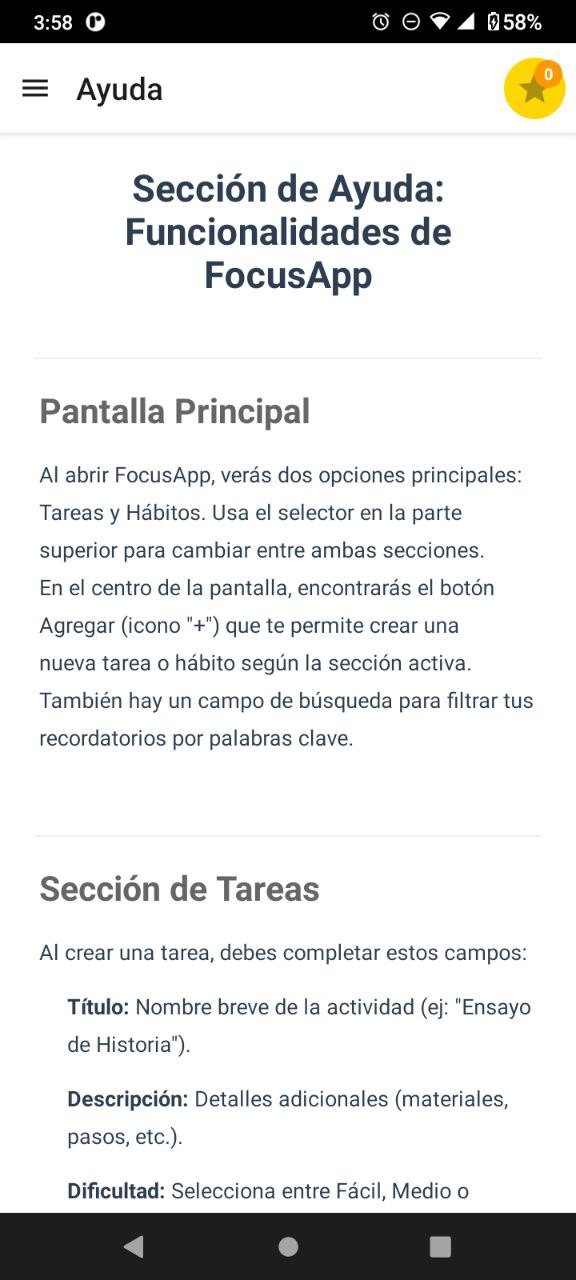 3:58
58%
Ayuda
0
Sección de Ayuda:
Funcionalidades de
FocusApp
Pantalla Principal
Al abrir FocusApp, verás dos opciones principales:
Tareas y Hábitos. Usa el selector en la parte
superior para cambiar entre ambas secciones.
En el centro de la pantalla, encontrarás el botón
Agregar (icono "+") que te permite crear una
nueva tarea o hábito según la sección activa.
También hay un campo de búsqueda para filtrar tus
recordatorios por palabras clave.
Sección de Tareas
Al crear una tarea, debes completar estos campos:
Título: Nombre breve de la actividad (ej: "Ensayo
de Historia").
Descripción: Detalles adicionales (materiales,
pasos, etc.).
Dificultad: Selecciona entre Fácil, Medio o